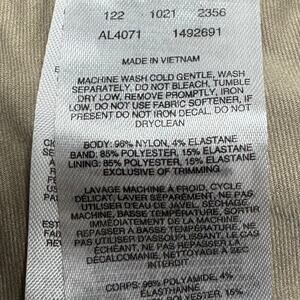 122 1021 2356
AL4071 1492691
MADE IN VIETNAM
MACHINE WASH COLD GENTLE, WASH
SEPARATELY, DO NOT BLEACH, TUMBLE
DRY LOW, REMOVE PROMPTLY, IRON
LOW, DO NOT USE FABRIC SOFTENER, IF
PRESENT DO NOT IRON DECAL, DO NOT
DRYCLEAN
BODY: 96% NYLON, 4% ELASTANE
BAND: 85% POLYESTER, 15% ELASTANE
LINING: 85% POLYESTER, 15% ELASTANE
EXCLUSIVE OF TRIMMING
LAVAGE MACHINE À FROID, CYCLE
DÉLICAT, LAVER SÉPARÉMENT, NE PAS
UTILISER D'EAU DE JAVEL, SÉCHAGE
MACHINE, BASSE TEMPÉRATURE, SORTIR
IMMÉDIATEMENT DE LA MACHINE
REPASSER À BASSE TEMPÉRATURE, NE
PAS UTILISER D'ASSOUPLISSANT, LE CAS
ÉCHÉANT, NE PAS REPASSER LA
DÉCALCOMANIE, NETTOYAGE À SEC
INTERDIT
CORPS: 96% POLYAMIDE, 4%
ÉLASTHANNE